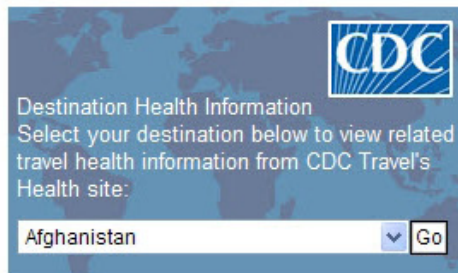 CDC
Destination Health Information
Select your destination below to view related
travel health information from CDC Travel's
Health site:
Afghanistan
Go